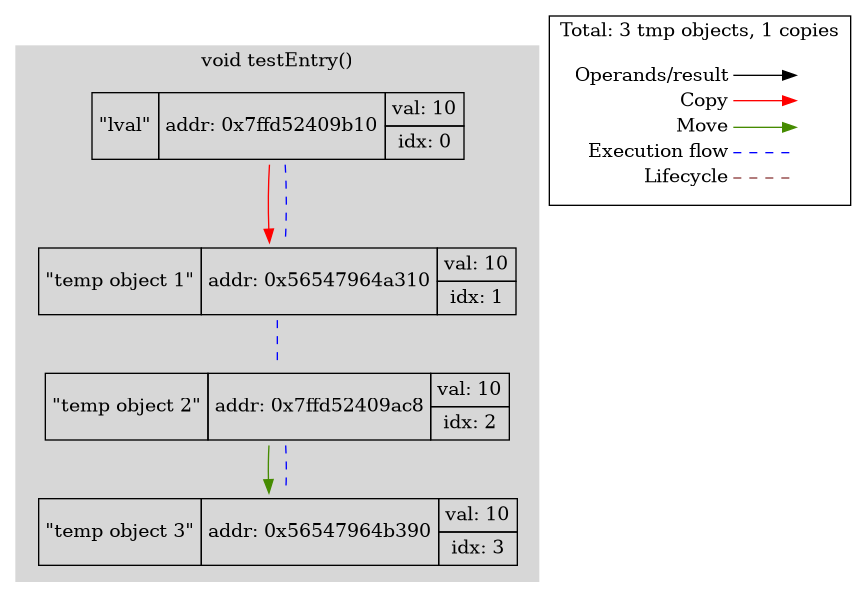 void testEntry()
"lval"
addr: 0x7ffd52409b10
val: 10
idx: 0
"temp object 1"
addr: 0x56547964a310
val: 10
idx: 1
"temp object 2"
addr: 0x7ffd52409ac8
val: 10
idx: 2
"temp object 3"
addr: 0x56547964b390
val: 10
idx: 3
Total: 3 tmp objects, 1 copies
Operands/result
Copy
Move
Execution flow
Lifecycle